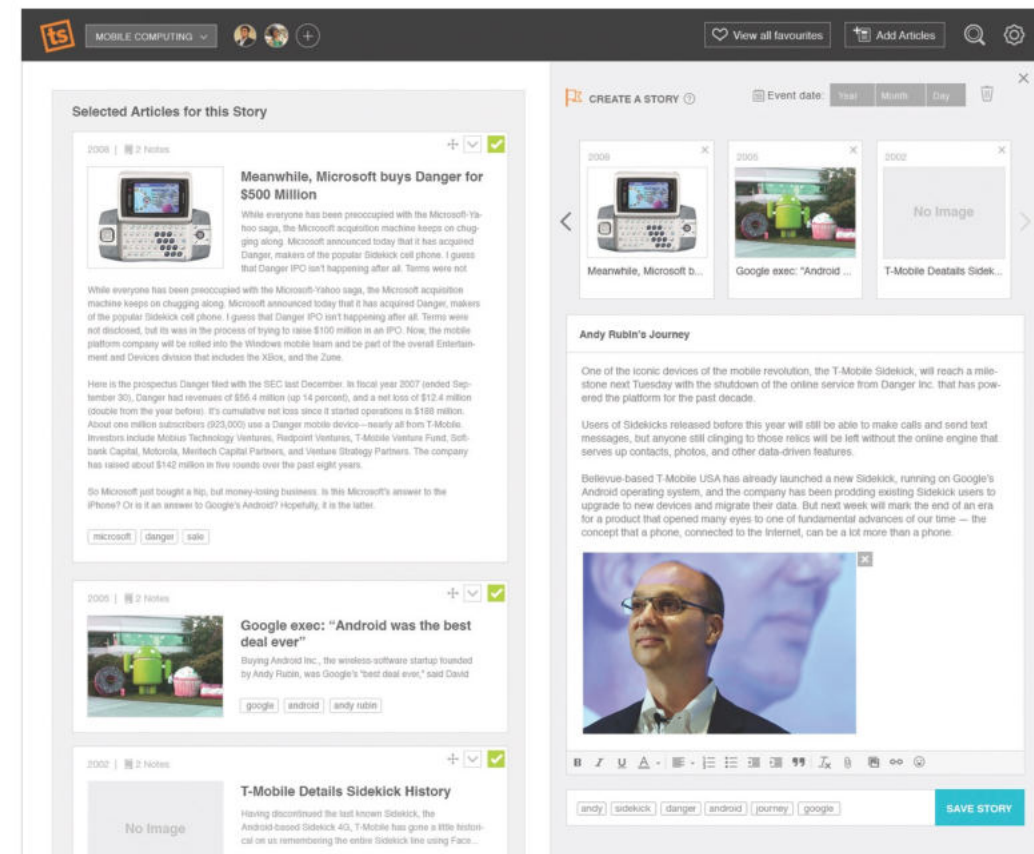 ts
MOBILE COMPUTING
View all favourites
Add Articles
Selected Articles for this Story
2008 | 2 Notes
Meanwhile, Microsoft buys Danger for
$500 Million
While everyone has been preoccupied with the Microsoft-Ya-
hoo saga, the Microsoft acquisition machine keeps on chug-
ging along. Microsoft announced today that it has acquired
Danger, makers of the popular Sidekick cell phone. I guess
that Danger IPO isn't happening after all. Terms were not
While everyone has been preoccupied with the Microsoft-Yahoo saga, the Microsoft acquisition
machine keeps on chugging along. Microsoft announced today that it has acquired Danger, makers
of the popular Sidekick cell phone. I guess that Danger IPO isn't happening after all. Terms were
not disclosed, but its was in the process of trying to raise $100 million in an IPO. Now, the mobile
platform company will be rolled into the Windows mobile team and be part of the overall Entertain-
ment and Devices division that includes the XBox, and the Zune.
Here is the prospectus Danger filed with the SEC last December. In fiscal year 2007 (ended Sep-
tember 30), Danger had revenues of $56.4 million (up 14 percent), and a net loss of $12.4 million
(double from the year before). It's cumulative net loss since it started operations is $188 million.
About one million subscribers (923,000) use a Danger mobile device—nearly all from T-Mobile.
Investors include Mobius Technology Ventures, Redpoint Ventures, T-Mobile Venture Fund, Soft-
bank Capital, Motorola, Meritech Capital Partners, and Venture Strategy Partners. The company
has raised about $142 million in five rounds over the past eight years.
So Microsoft just bought a hip, but money-losing business. Is this Microsoft's answer to the
iPhone? Or is it an answer to Google's Android? Hopefully, it is the latter.
microsoft danger sale
2005 | 2 Notes
Google exec: “Android was the best
deal ever”
Buying Android Inc., the wireless-software startup founded
by Andy Rubin, was Google's "best deal ever," said David
google android andy rubin
2002 | 2 Notes
No Image
T-Mobile Details Sidekick History
Having discontinued the last known Sidekick, the
Android-based Sidekick 4G, T-Mobile has gone a little histori-
cal on us remembering the entire Sidekick line using Face...
CREATE A STORY ?
Event date: Year Month Day
2008
Meanwhile, Microsoft b...
2005
Google exec: "Android ...
2002
No Image
T-Mobile Deatails Sidek...
Andy Rubin's Journey
One of the iconic devices of the mobile revolution, the T-Mobile Sidekick, will reach a mile-
stone next Tuesday with the shutdown of the online service from Danger Inc. that has pow-
ered the platform for the past decade.
Users of Sidekicks released before this year will still be able to make calls and send text
messages, but anyone still clinging to those relics will be left without the online engine that
serves up contacts, photos, and other data-driven features.
Bellevue-based T-Mobile USA has already launched a new Sidekick, running on Google's
Android operating system, and the company has been prodding existing Sidekick users to
upgrade to new devices and migrate their data. But next week will mark the end of an era
for a product that opened many eyes to one of fundamental advances of our time — the
concept that a phone, connected to the Internet, can be a lot more than a phone.
B I U A
andy sidekick danger android journey google
SAVE STORY